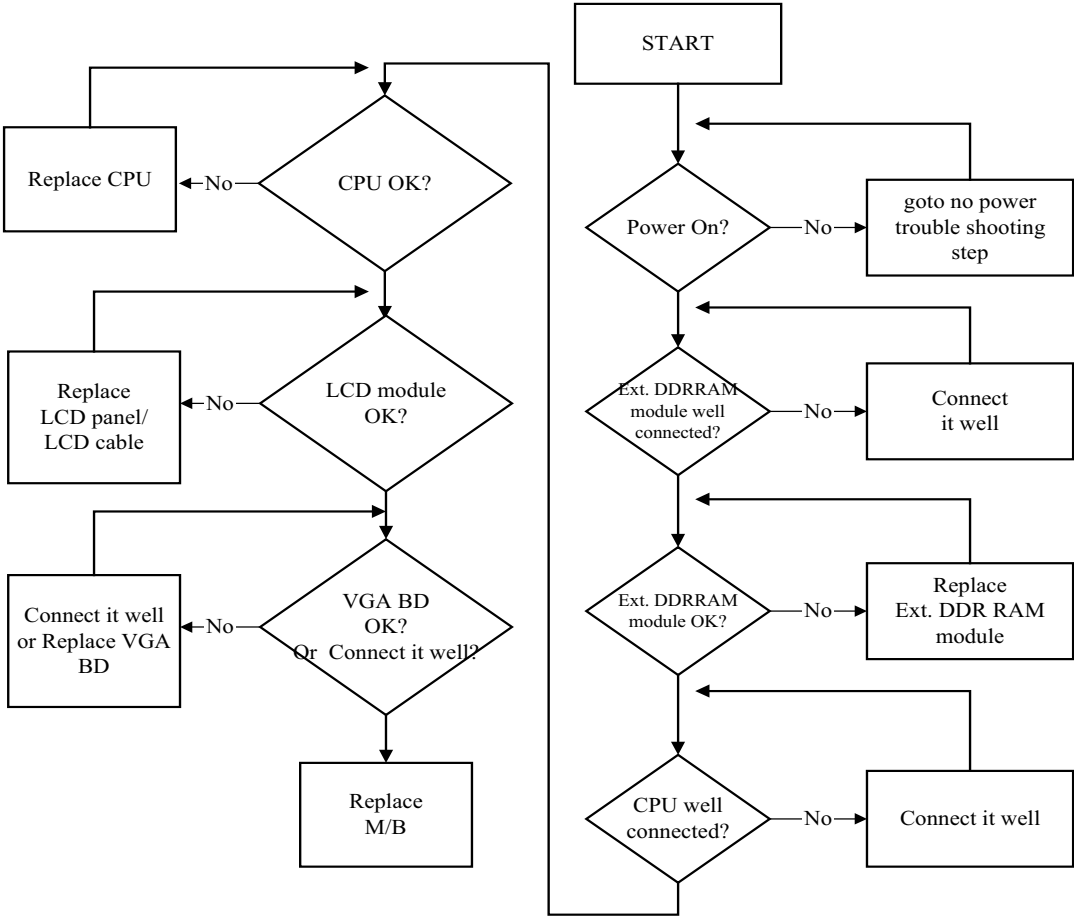 START
Power On?
No
goto no power
trouble shooting
step
Ext. DDRRAM
module well
connected?
No
Connect
it well
Ext. DDRRAM
module OK?
No
Replace
Ext. DDR RAM
module
CPU well
connected?
No
Connect it well
CPU OK?
No
Replace CPU
LCD module
OK?
No
Replace
LCD panel/
LCD cable
VGA BD
OK?
Or Connect it well?
No
Connect it well
or Replace VGA
BD
Replace
M/B